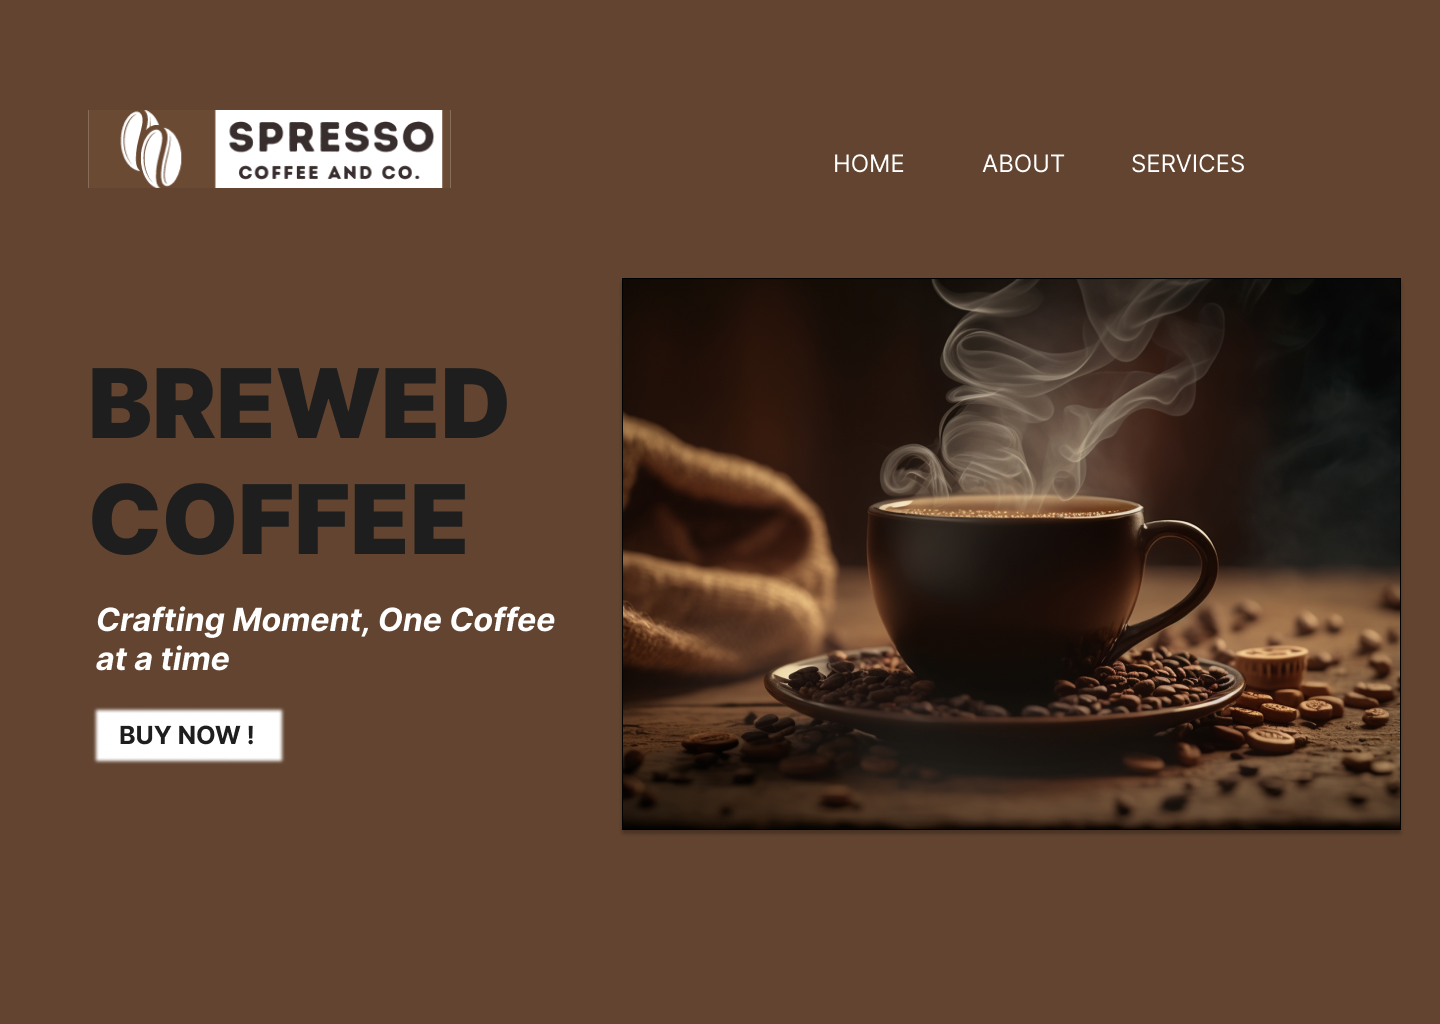 SPRESSO
COFFEE AND CO.
HOME ABOUT SERVICES
BREWED
COFFEE
Crafting Moment, One Coffee
at a time
BUY NOW !